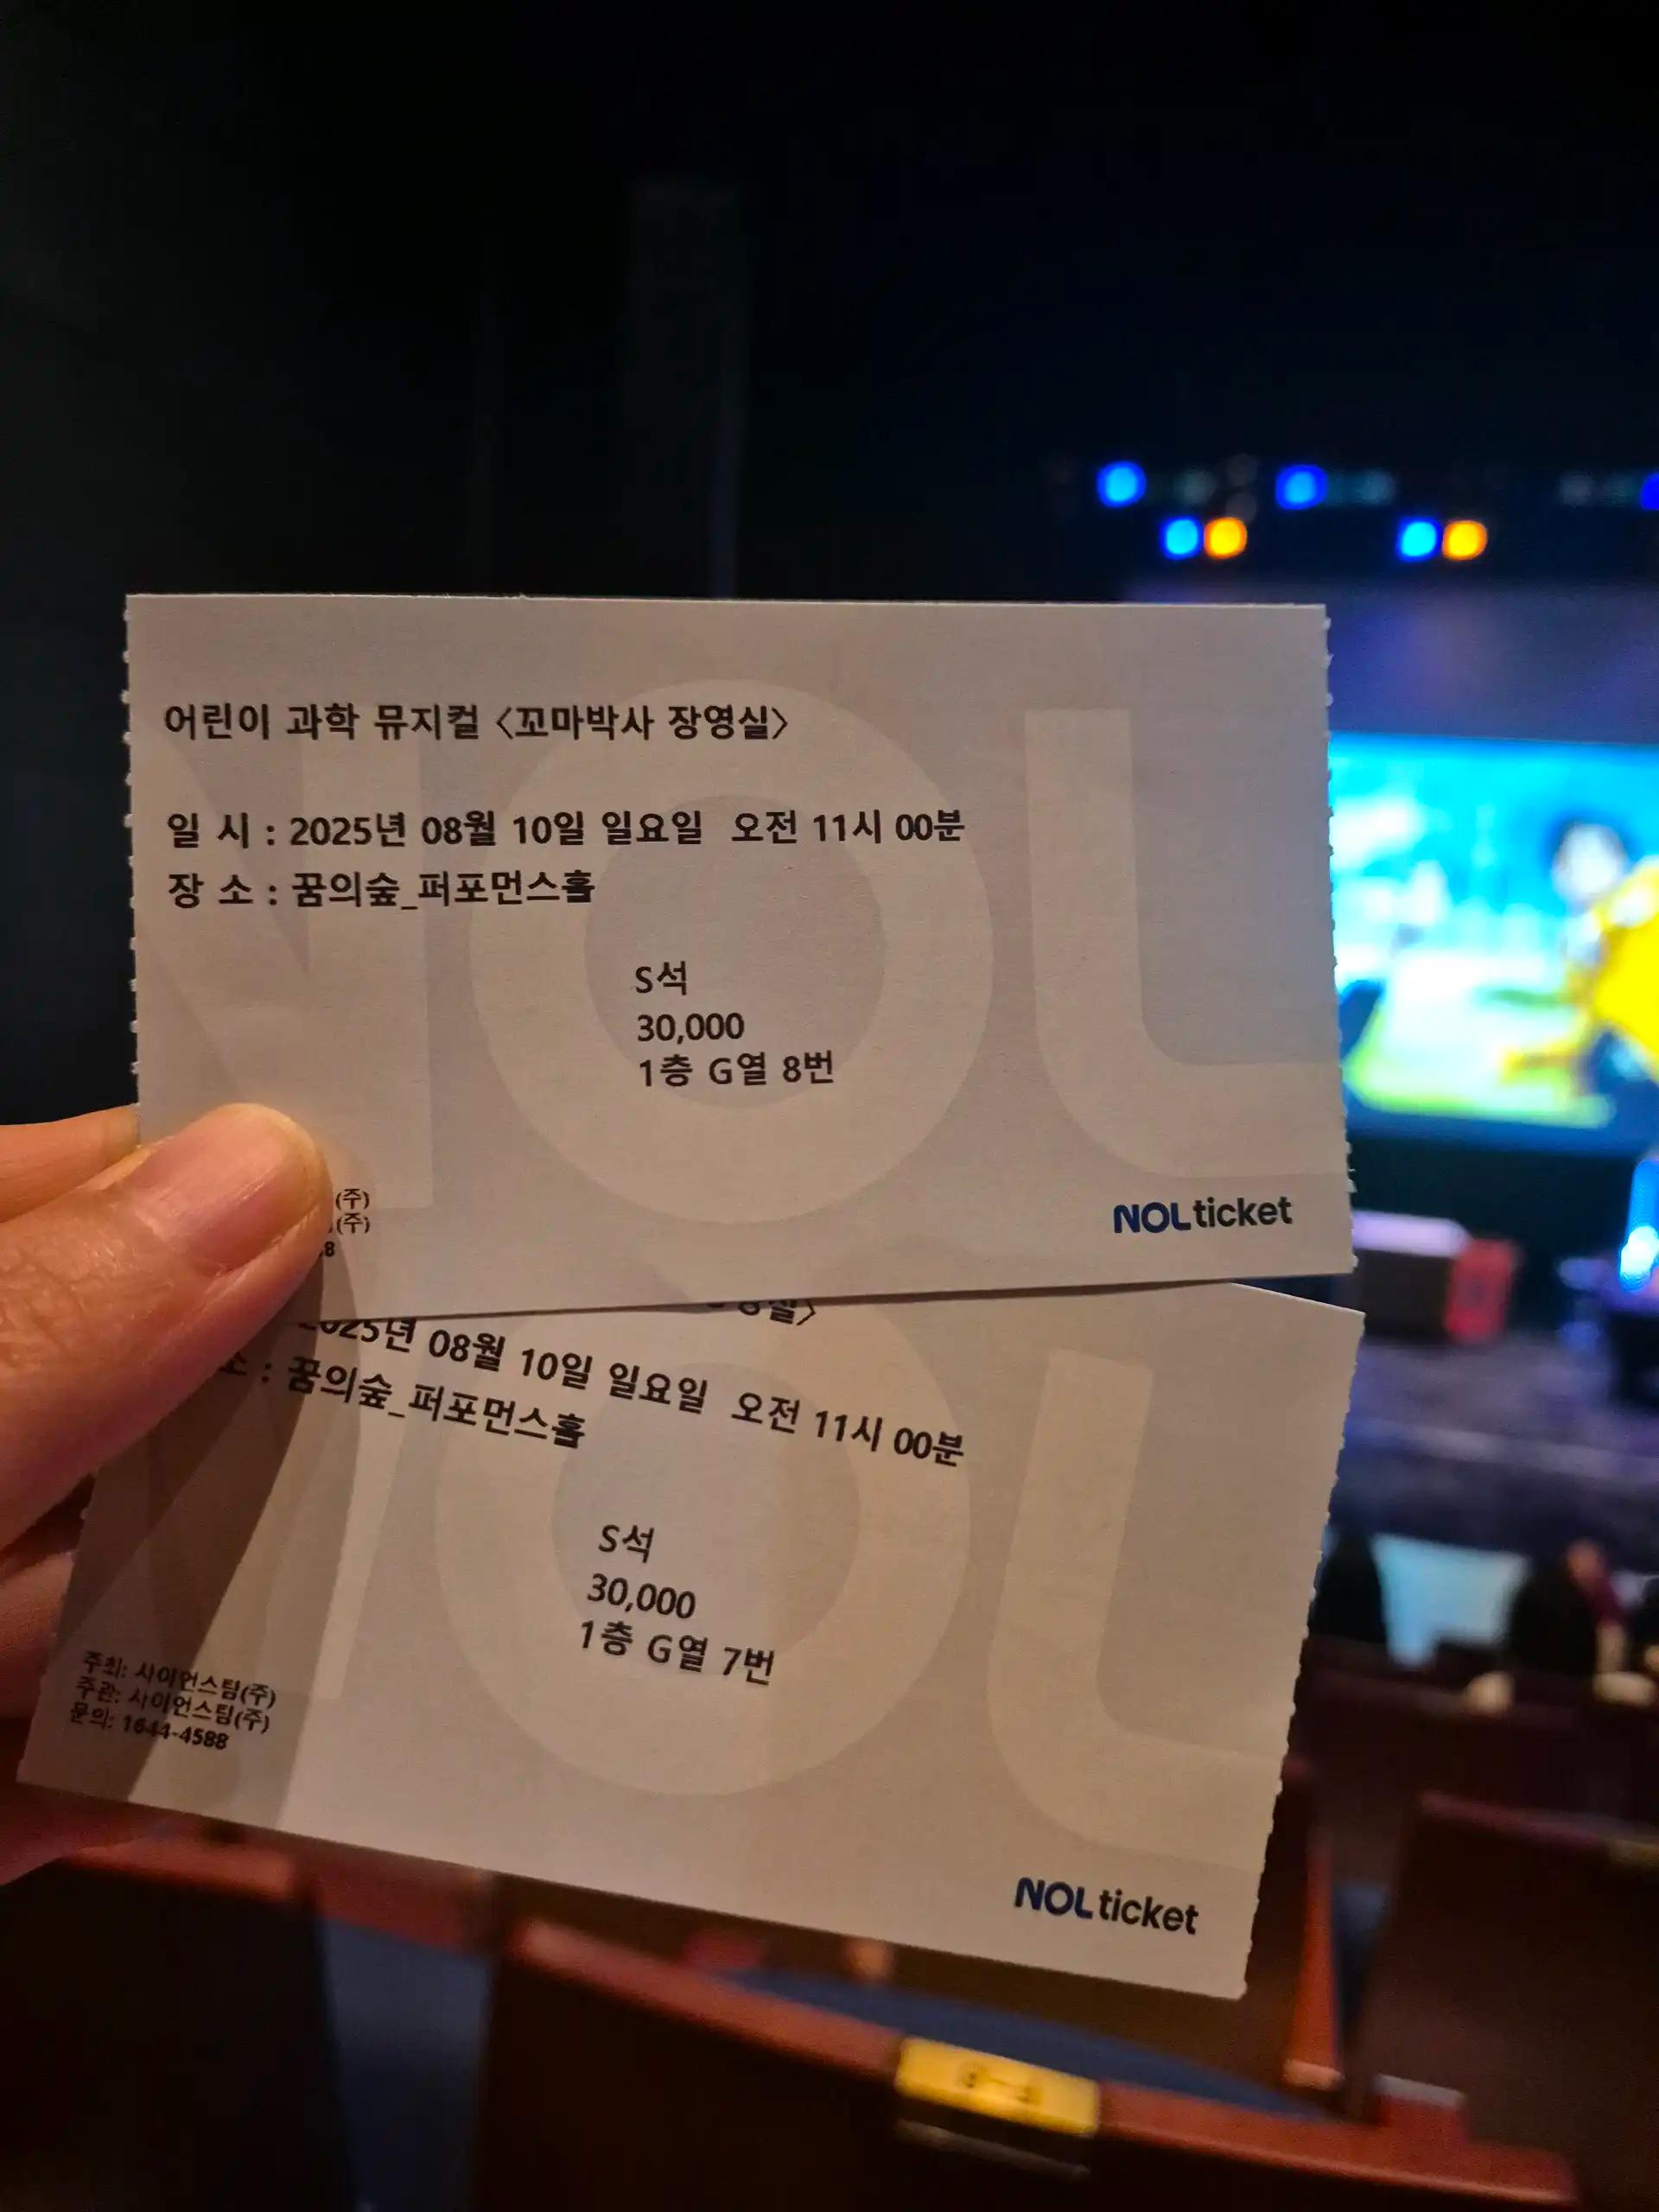 어린이 과학 뮤지컬 <꼬마박사 장영실>
일 시 : 2025년 08월 10일 일요일 오전 11시 00분
장 소 : 꿈의숲_퍼포먼스홀
S석
30,000
1층 G열 8번
(주)
(주)
8
NOL ticket
영실>
2025년 08월 10일 일요일 오전 11시 00분
소 : 꿈의숲_퍼포먼스홀
S석
30,000
1층 G열 7번
주최: 사이언스팀(주)
주관: 사이언스팀(주)
문의: 1644-4588
NOL ticket
NOL
NOL